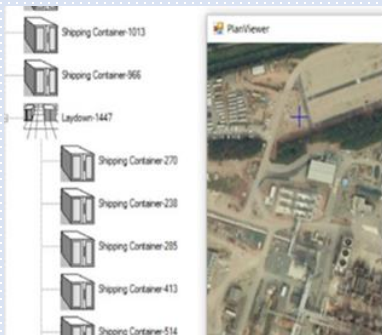 Shipping Container-1013
Shipping Container-966
Laydown-1447
Shipping Container-270
Shipping Container-238
Shipping Container-285
Shipping Container-413
Shipping Container-514
PlanViewer